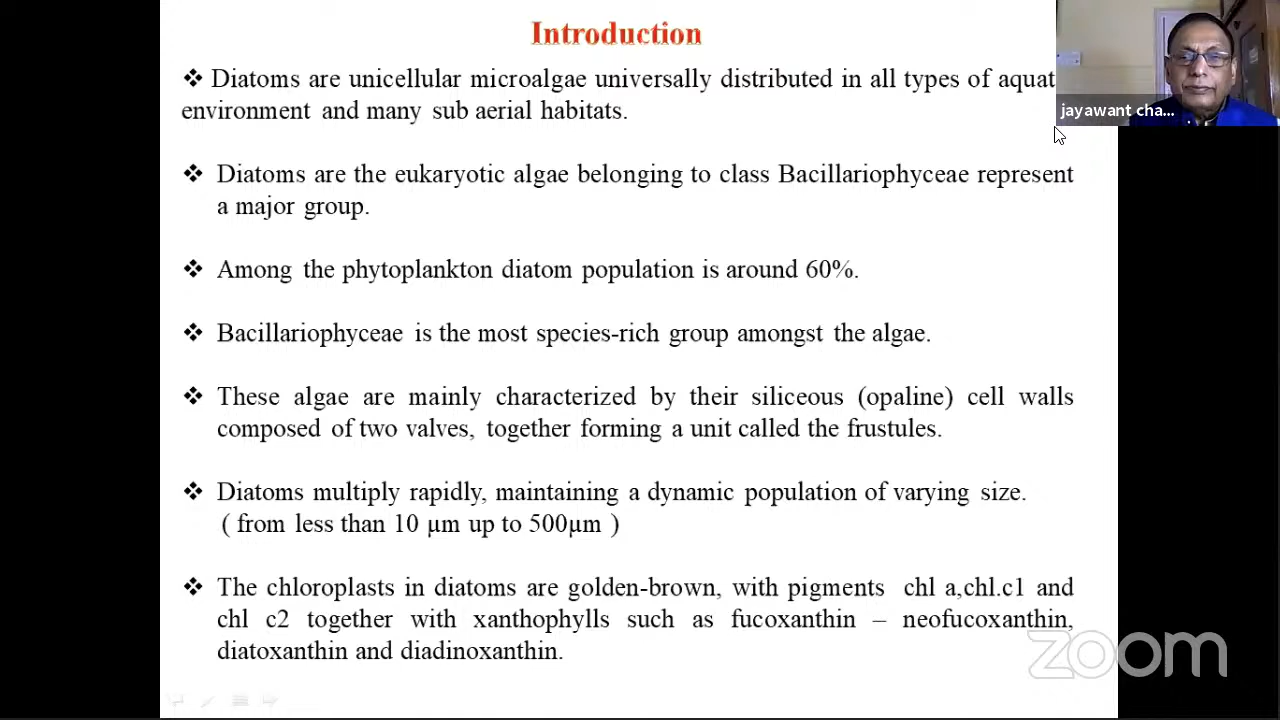 Introduction
❖ Diatoms are unicellular microalgae universally distributed in all types of aquat
environment and many sub aerial habitats.
jayawant cha...
❖ Diatoms are the eukaryotic algae belonging to class Bacillariophyceae represent
a major group.
❖ Among the phytoplankton diatom population is around 60%.
❖ Bacillariophyceae is the most species-rich group amongst the algae.
❖ These algae are mainly characterized by their siliceous (opaline) cell walls
composed of two valves, together forming a unit called the frustules.
❖ Diatoms multiply rapidly, maintaining a dynamic population of varying size.
( from less than 10 µm up to 500µm )
❖ The chloroplasts in diatoms are golden-brown, with pigments chl a,chl.c1 and
chl c2 together with xanthophylls such as fucoxanthin – neofucoxanthin,
diatoxanthin and diadinoxanthin.
zoom